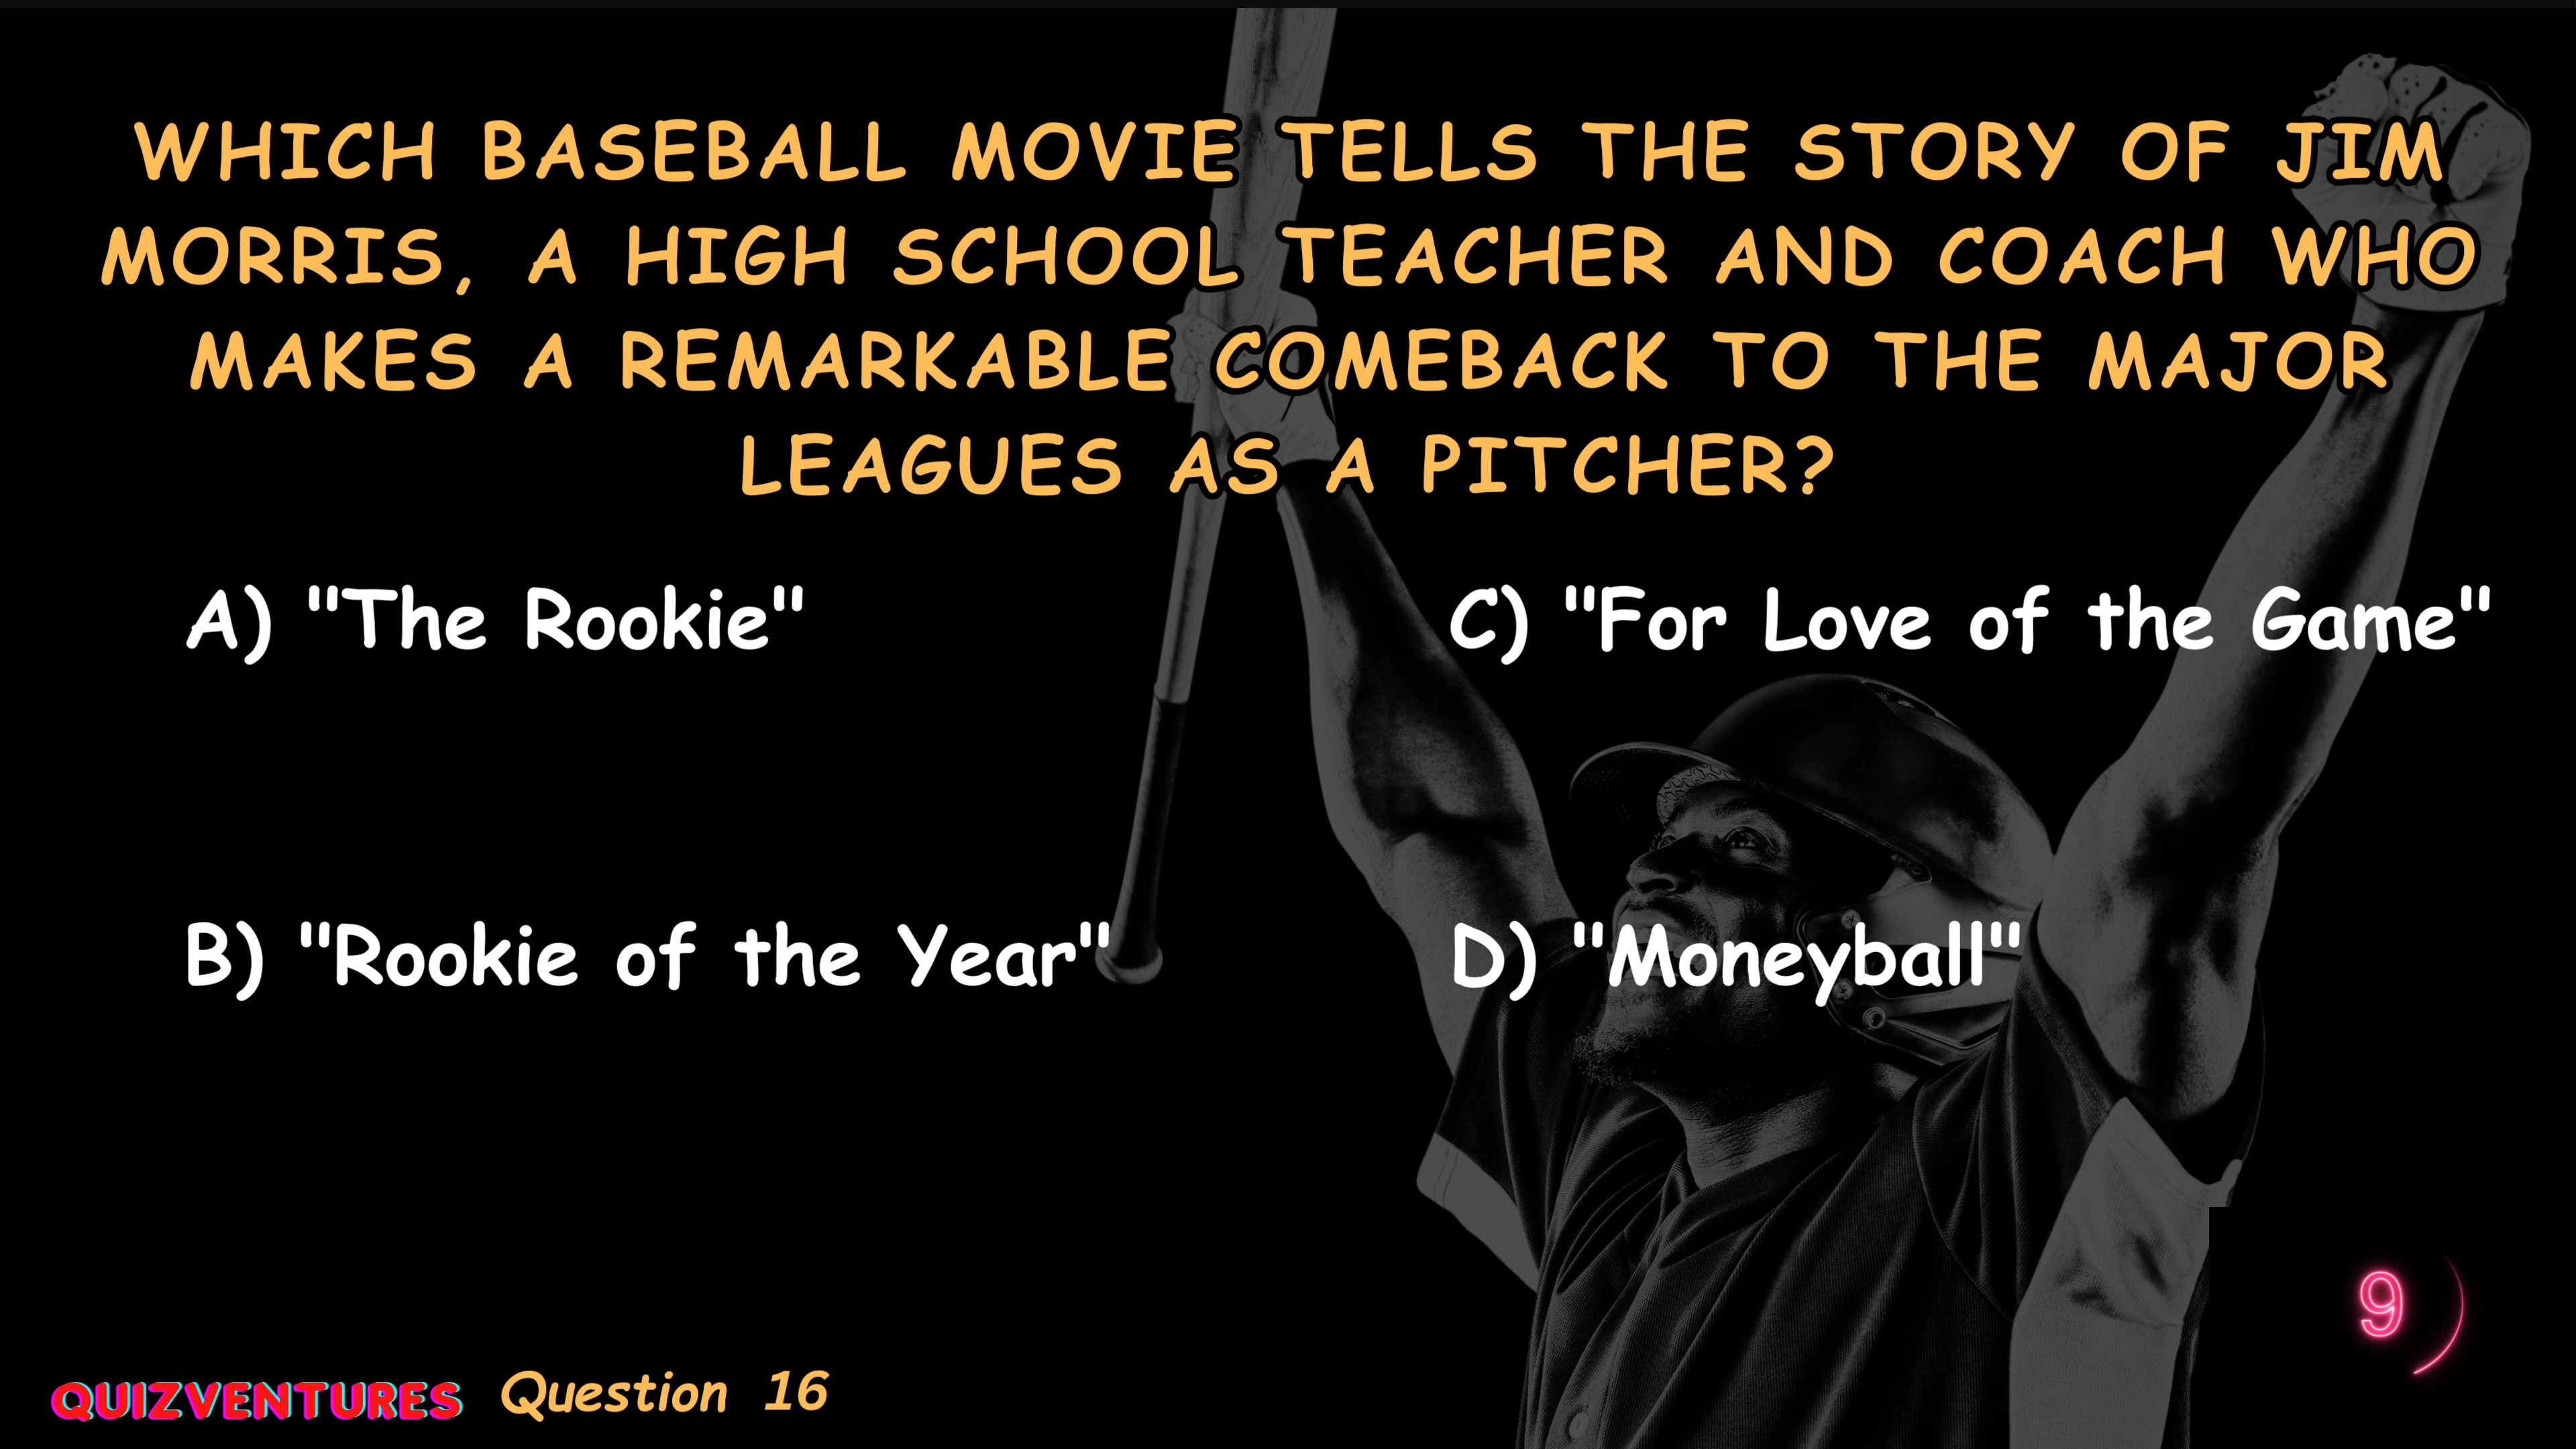 WHICH BASEBALL MOVIE TELLS THE STORY OF JIM
MORRIS, A HIGH SCHOOL TEACHER AND COACH WHO
MAKES A REMARKABLE COMEBACK TO THE MAJOR
LEAGUES AS A PITCHER?
A) "The Rookie"
B) "Rookie of the Year"
C) "For Love of the Game"
D) "Moneyball"
9
QUIZVENTURES Question 16